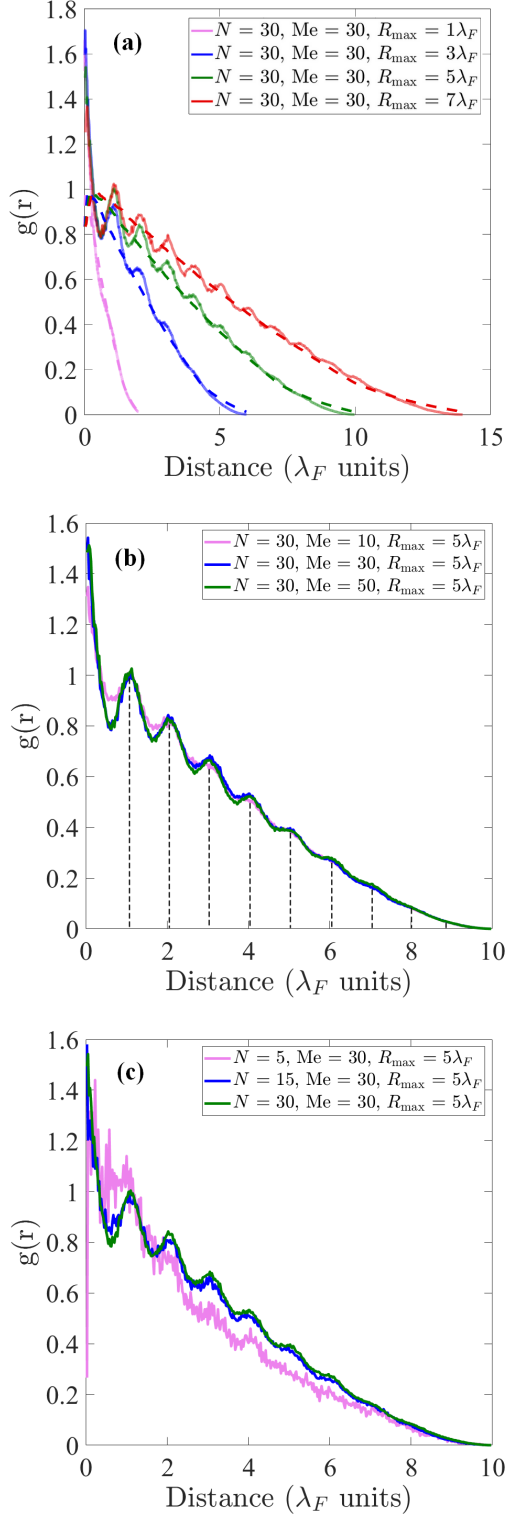 (a)
N = 30, Me = 30, R_max = 1λ_F
N = 30, Me = 30, R_max = 3λ_F
N = 30, Me = 30, R_max = 5λ_F
N = 30, Me = 30, R_max = 7λ_F
1.8
1.6
1.4
1.2
1
0.8
0.6
0.4
0.2
0
g(r)
0 5 10 15
Distance (λ_F units)
(b)
N = 30, Me = 10, R_max = 5λ_F
N = 30, Me = 30, R_max = 5λ_F
N = 30, Me = 50, R_max = 5λ_F
1.6
1.4
1.2
1
0.8
0.6
0.4
0.2
0
g(r)
0 2 4 6 8 10
Distance (λ_F units)
(c)
N = 5, Me = 30, R_max = 5λ_F
N = 15, Me = 30, R_max = 5λ_F
N = 30, Me = 30, R_max = 5λ_F
1.6
1.4
1.2
1
0.8
0.6
0.4
0.2
0
g(r)
0 2 4 6 8 10
Distance (λ_F units)